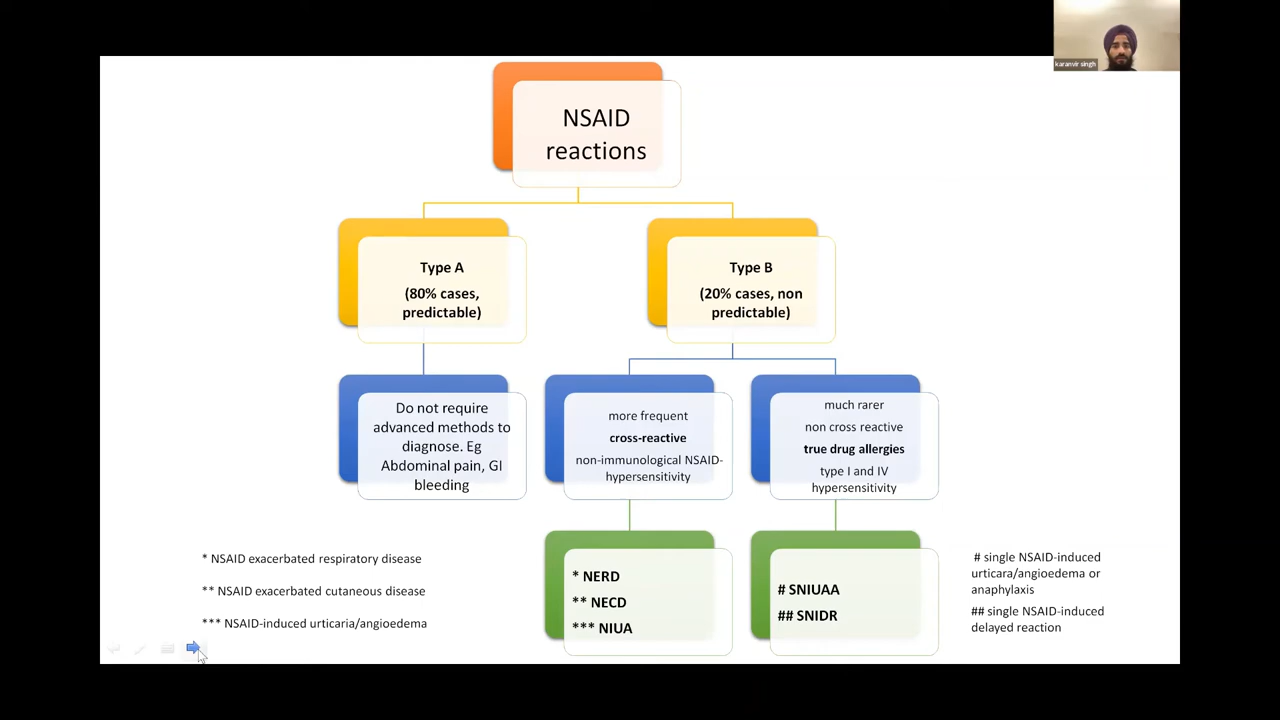 karanvir singh
NSAID
reactions
Type A
(80% cases,
predictable)
Type B
(20% cases, non
predictable)
Do not require
advanced methods to
diagnose. Eg
Abdominal pain, GI
bleeding
more frequent
cross-reactive
non-immunological NSAID-
hypersensitivity
much rarer
non cross reactive
true drug allergies
type I and IV
hypersensitivity
* NERD
** NECD
*** NIUA
# SNIUAA
## SNIDR
* NSAID exacerbated respiratory disease
** NSAID exacerbated cutaneous disease
*** NSAID-induced urticaria/angioedema
# single NSAID-induced
urticara/angioedema or
anaphylaxis
## single NSAID-induced
delayed reaction